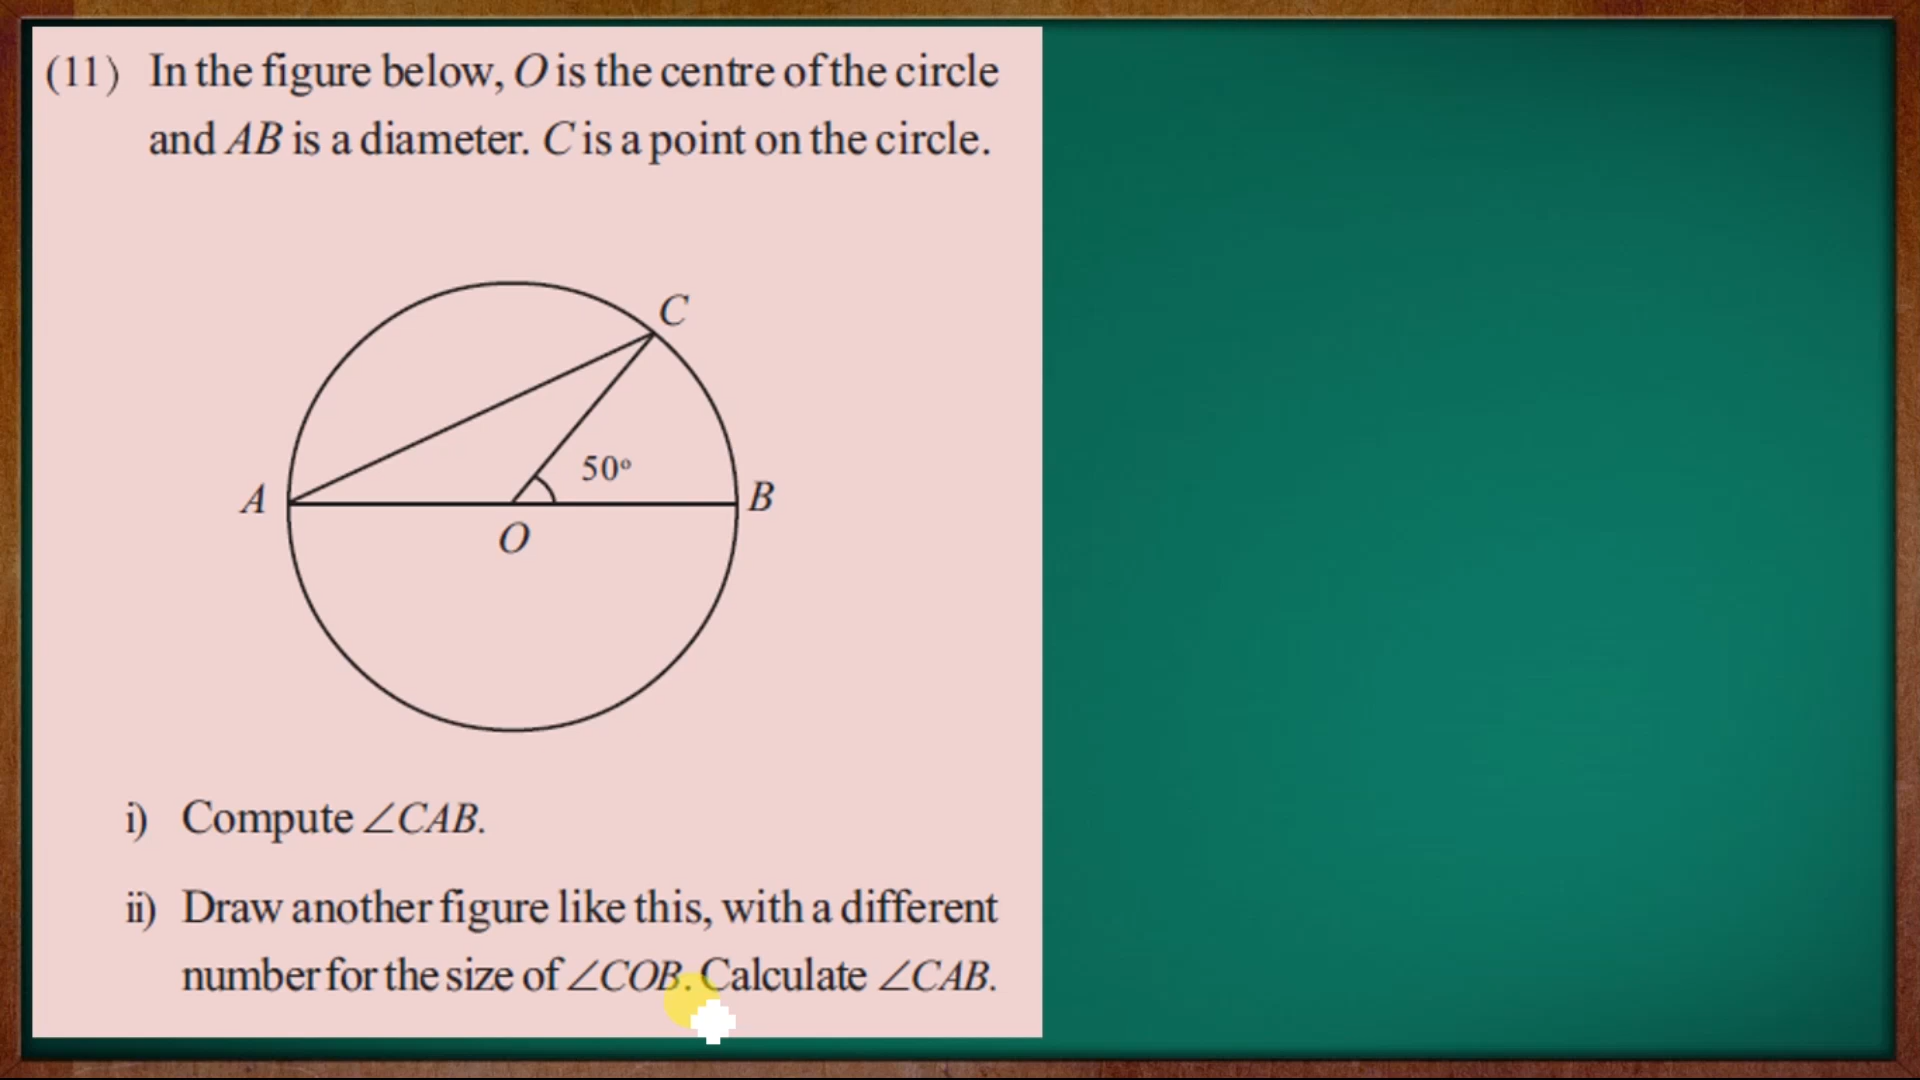 (11) In the figure below, O is the centre of the circle
and AB is a diameter. C is a point on the circle.
C
50°
A
B
O
i) Compute ∠CAB.
ii) Draw another figure like this, with a different
number for the size of ∠COB. Calculate ∠CAB.